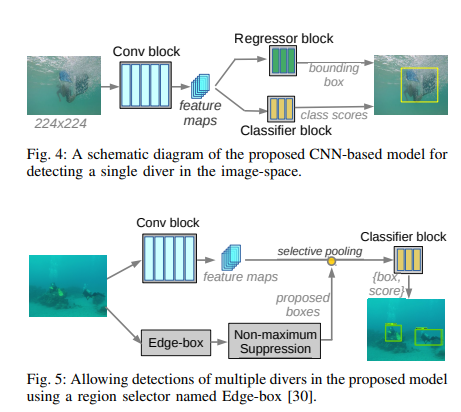 Regressor block
Conv block
bounding
box
feature
maps
class scores
224x224
Classifier block
Fig. 4: A schematic diagram of the proposed CNN-based model for
detecting a single diver in the image-space.
Conv block
Classifier block
selective pooling
feature maps
{box,
score}
proposed
boxes
Edge-box
Non-maximum
Suppression
Fig. 5: Allowing detections of multiple divers in the proposed model
using a region selector named Edge-box [30].